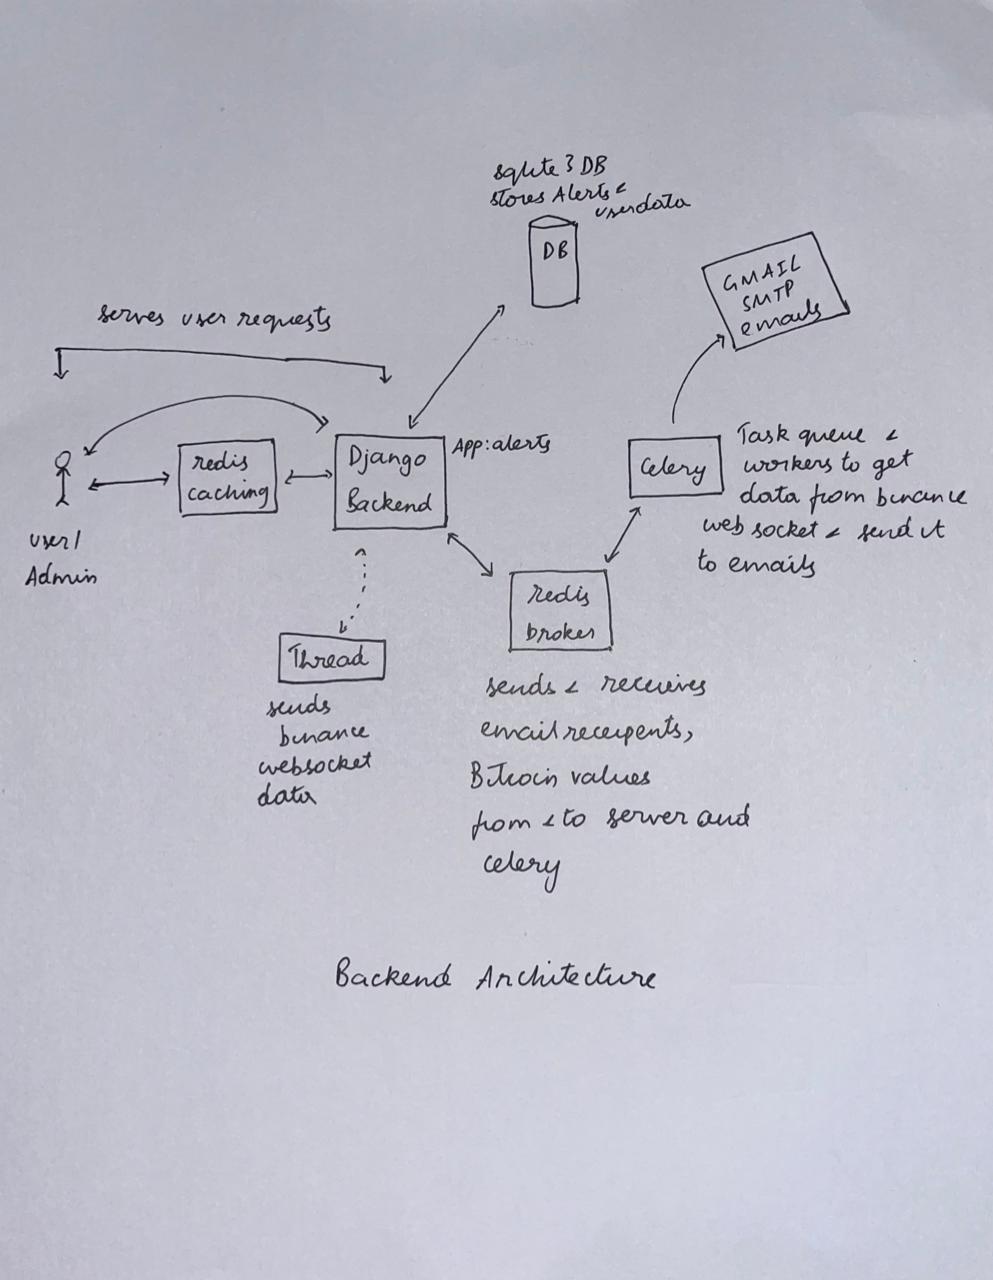 sqlite 3 DB
stores Alerts &
userdata
DB
GMAIL
SMTP
emails
serves user requests
redis
caching
Django
Backend
App:alerts
Celery
Task queue &
workers to get
data from binance
web socket & send it
to emails
user/
Admin
redis
broker
Thread
sends
binance
websocket
data
sends & receives
email receipents,
Bitcoin values
from & to server and
celery
Backend Architecture